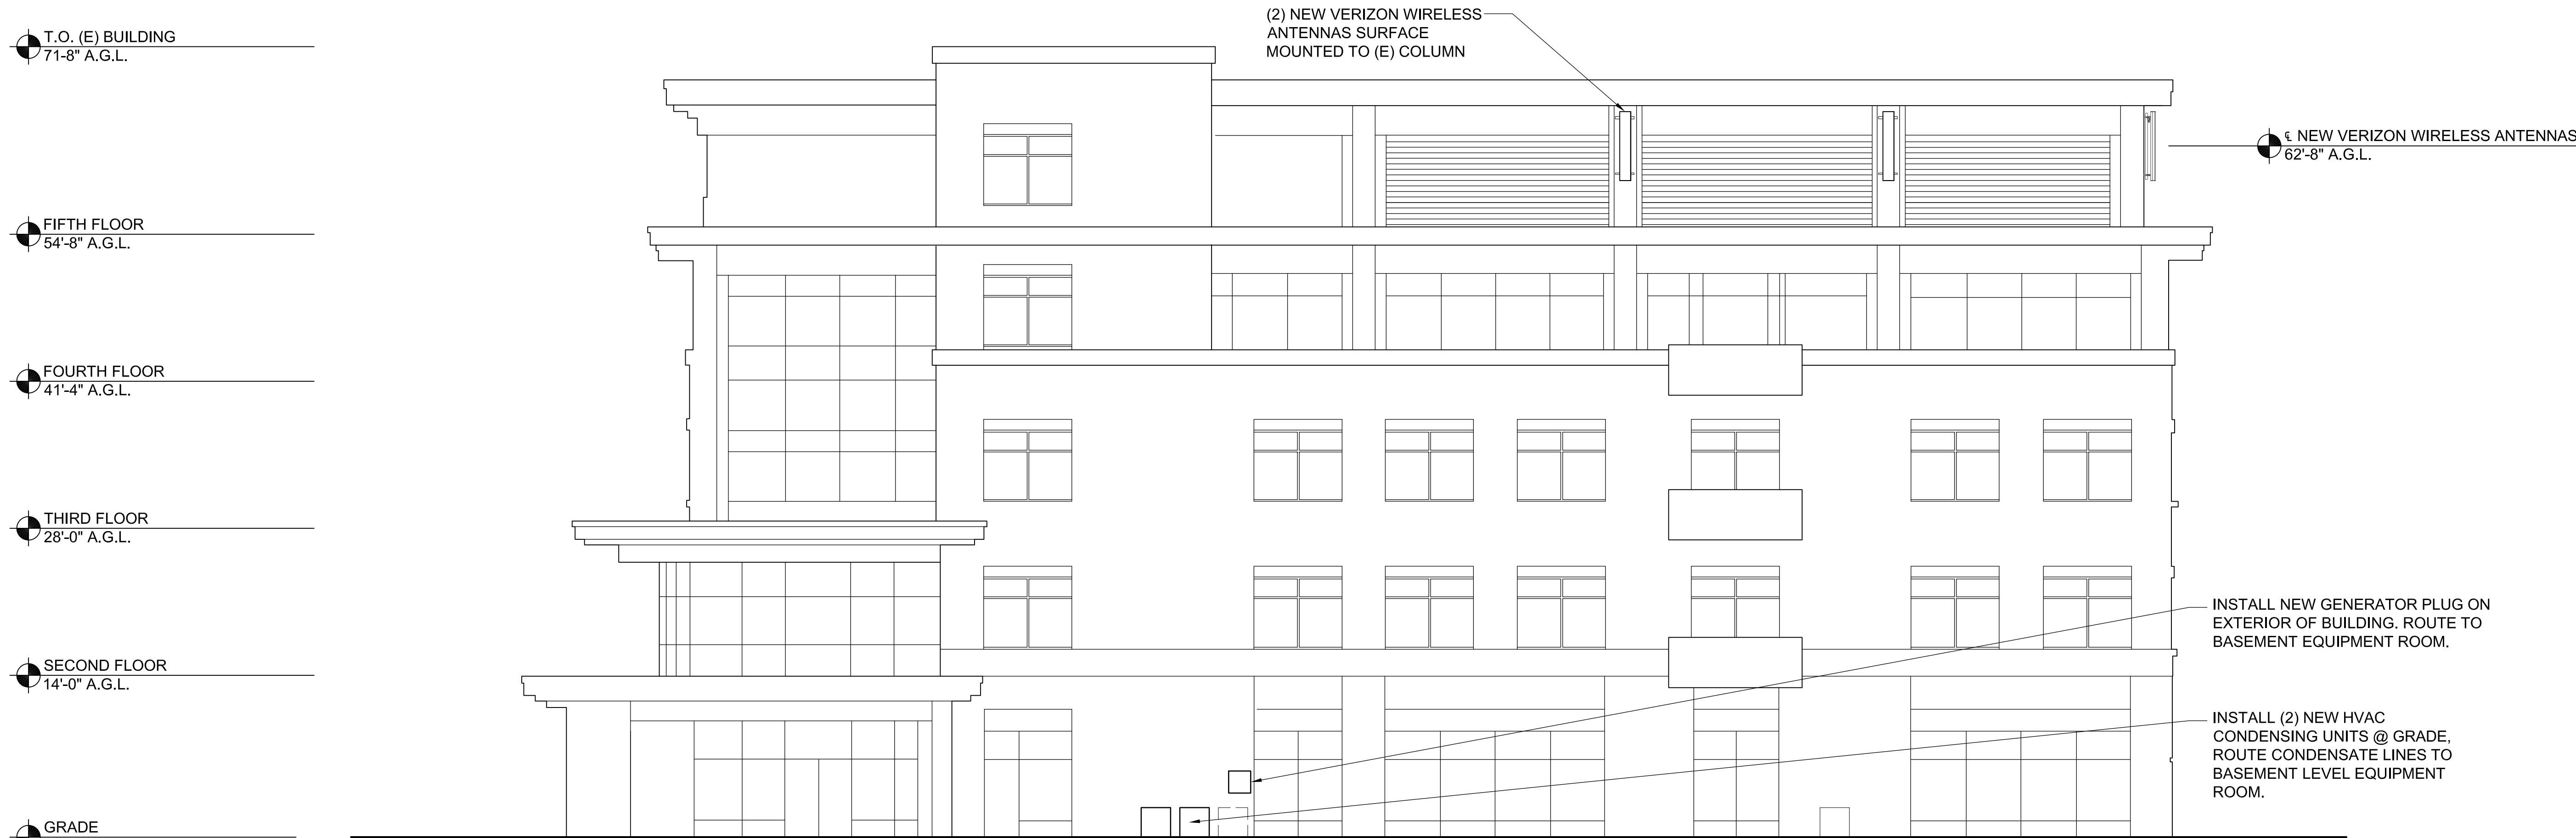 T.O. (E) BUILDING
71-8" A.G.L.
(2) NEW VERIZON WIRELESS
ANTENNAS SURFACE
MOUNTED TO (E) COLUMN
℄ NEW VERIZON WIRELESS ANTENNAS
62'-8" A.G.L.
FIFTH FLOOR
54'-8" A.G.L.
FOURTH FLOOR
41'-4" A.G.L.
THIRD FLOOR
28'-0" A.G.L.
INSTALL NEW GENERATOR PLUG ON
EXTERIOR OF BUILDING. ROUTE TO
BASEMENT EQUIPMENT ROOM.
SECOND FLOOR
14'-0" A.G.L.
INSTALL (2) NEW HVAC
CONDENSING UNITS @ GRADE,
ROUTE CONDENSATE LINES TO
BASEMENT LEVEL EQUIPMENT
ROOM.
GRADE